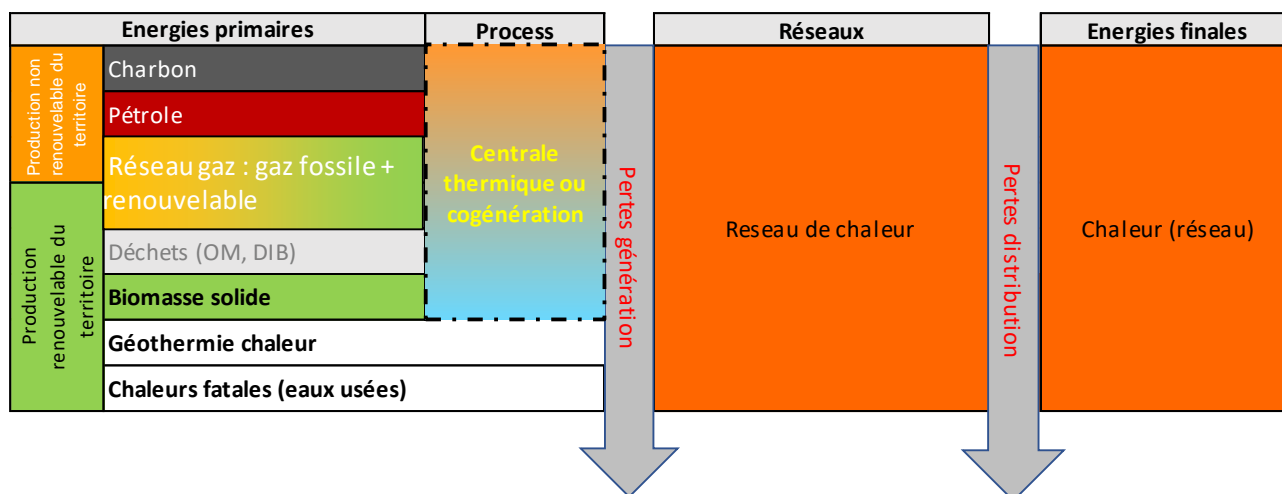 Energies primaires
Process
Réseaux
Energies finales
Production non
renouvelable du
territoire
Charbon
Pétrole
Réseau gaz : gaz fossile +
renouvelable
Production
renouvelable du
territoire
Déchets (OM, DIB)
Biomasse solide
Géothermie chaleur
Chaleurs fatales (eaux usées)
Centrale
thermique ou
cogénération
Pertes génération
Reseau de chaleur
Pertes distribution
Chaleur (réseau)